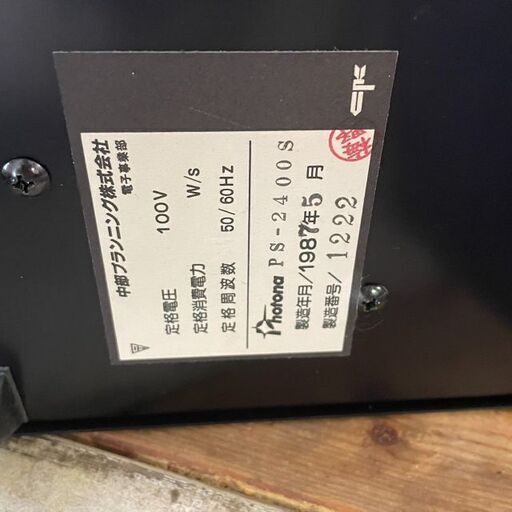 中部プランニング株式会社
電子事業部
定格電圧 100V
定格消費電力 W/s
定格周波数 50/60Hz
Photona PS-2400S
製造年月/1987年5月
製造番号/1222